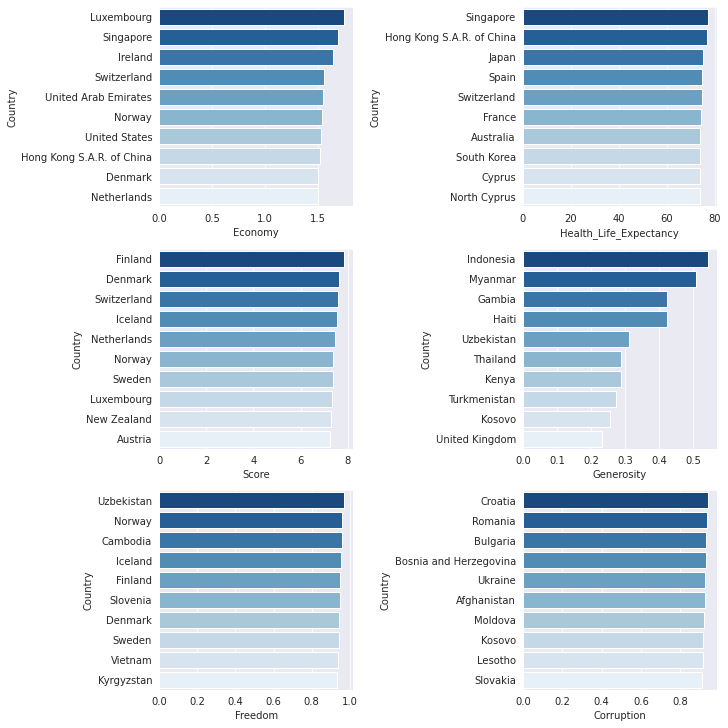 Country
Luxembourg
Singapore
Ireland
Switzerland
United Arab Emirates
Norway
United States
Hong Kong S.A.R. of China
Denmark
Netherlands
0.0 0.5 1.0 1.5
Economy
Country
Singapore
Hong Kong S.A.R. of China
Japan
Spain
Switzerland
France
Australia
South Korea
Cyprus
North Cyprus
0 20 40 60 80
Health_Life_Expectancy
Country
Finland
Denmark
Switzerland
Iceland
Netherlands
Norway
Sweden
Luxembourg
New Zealand
Austria
0 2 4 6 8
Score
Country
Indonesia
Myanmar
Gambia
Haiti
Uzbekistan
Thailand
Kenya
Turkmenistan
Kosovo
United Kingdom
0.0 0.1 0.2 0.3 0.4 0.5
Generosity
Country
Uzbekistan
Norway
Cambodia
Iceland
Finland
Slovenia
Denmark
Sweden
Vietnam
Kyrgyzstan
0.0 0.2 0.4 0.6 0.8 1.0
Freedom
Country
Croatia
Romania
Bulgaria
Bosnia and Herzegovina
Ukraine
Afghanistan
Moldova
Kosovo
Lesotho
Slovakia
0.0 0.2 0.4 0.6 0.8
Corruption